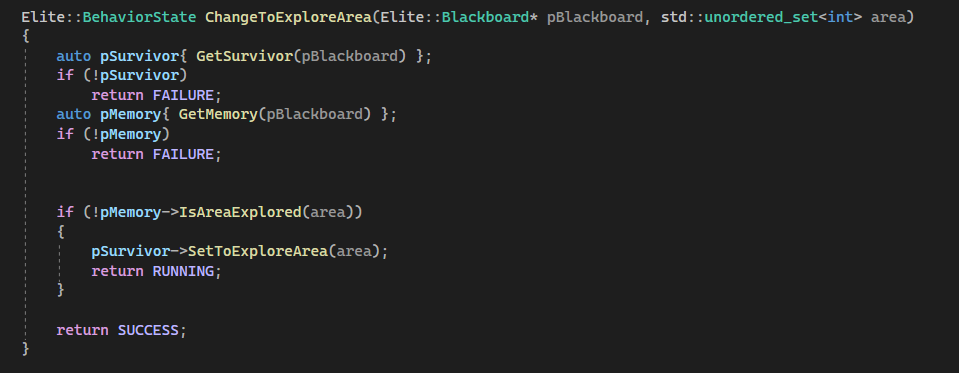 Elite::BehaviorState ChangeToExploreArea(Elite::Blackboard* pBlackboard, std::unordered_set<int> area)
{
    auto pSurvivor{ GetSurvivor(pBlackboard) };
    if (!pSurvivor)
        return FAILURE;
    auto pMemory{ GetMemory(pBlackboard) };
    if (!pMemory)
        return FAILURE;
    if (!pMemory->IsAreaExplored(area))
    {
        pSurvivor->SetToExploreArea(area);
        return RUNNING;
    }
    return SUCCESS;
}